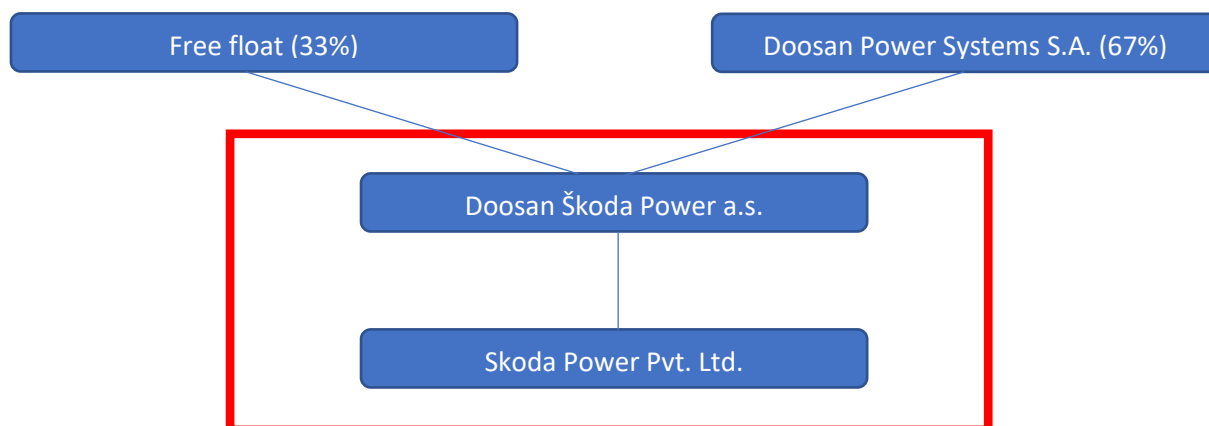 Free float (33%)
Doosan Power Systems S.A. (67%)
Doosan Škoda Power a.s.
Skoda Power Pvt. Ltd.